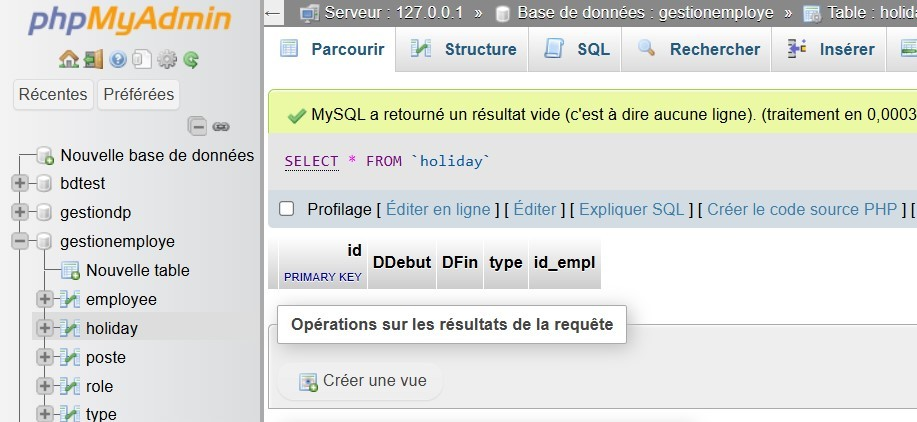 phpMyAdmin
Récentes Préférées
Nouvelle base de données
bdtest
gestiondp
gestionemploye
Nouvelle table
employee
holiday
poste
role
type
Serveur : 127.0.0.1 » Base de données : gestionemploye » Table : holid
Parcourir Structure SQL Rechercher Insérer
MySQL a retourné un résultat vide (c'est à dire aucune ligne). (traitement en 0,0003
SELECT * FROM `holiday`
Profilage [ Éditer en ligne ] [ Éditer ] [ Expliquer SQL ] [ Créer le code source PHP ] [
id DDebut DFin type id_empl
PRIMARY KEY
Opérations sur les résultats de la requête
Créer une vue